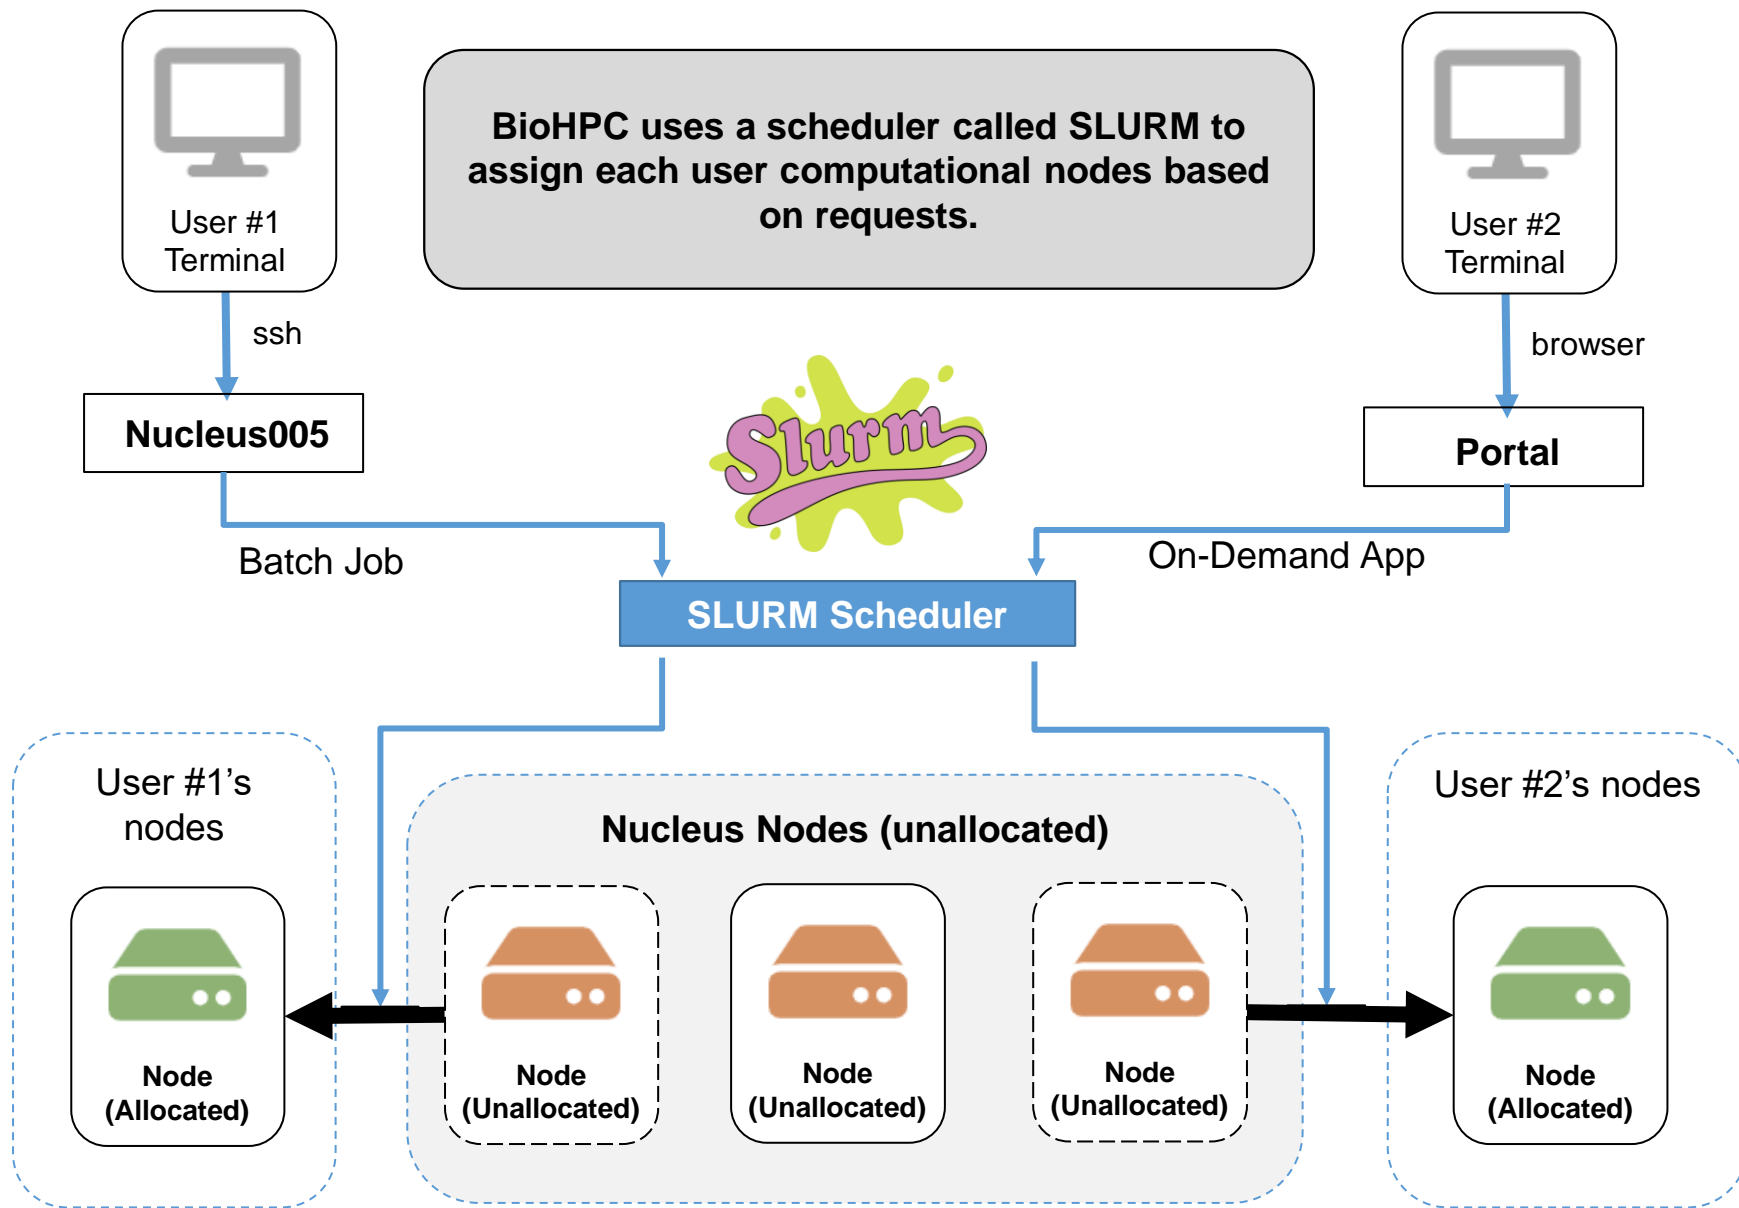 User #1
Terminal
BioHPC uses a scheduler called SLURM to
assign each user computational nodes based
on requests.
User #2
Terminal
ssh
browser
Nucleus005
Slurm
Portal
Batch Job
On-Demand App
SLURM Scheduler
User #1’s
nodes
Nucleus Nodes (unallocated)
User #2’s nodes
Node
(Allocated)
Node
(Unallocated)
Node
(Unallocated)
Node
(Unallocated)
Node
(Allocated)